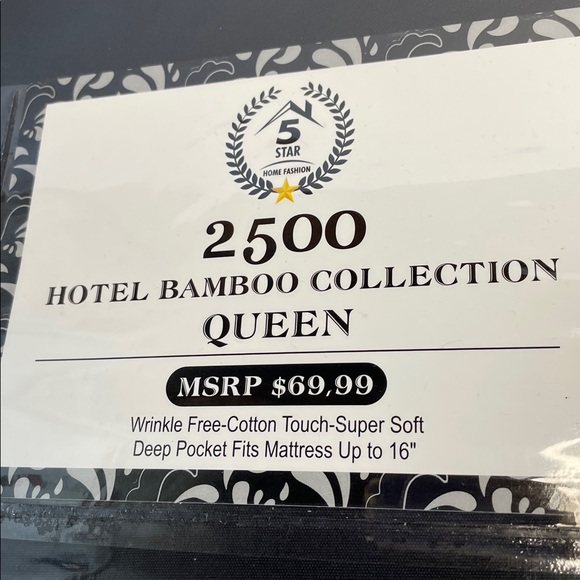 5
STAR
HOME FASHION
2500
HOTEL BAMBOO COLLECTION
QUEEN
MSRP $69,99
Wrinkle Free-Cotton Touch-Super Soft
Deep Pocket Fits Mattress Up to 16"